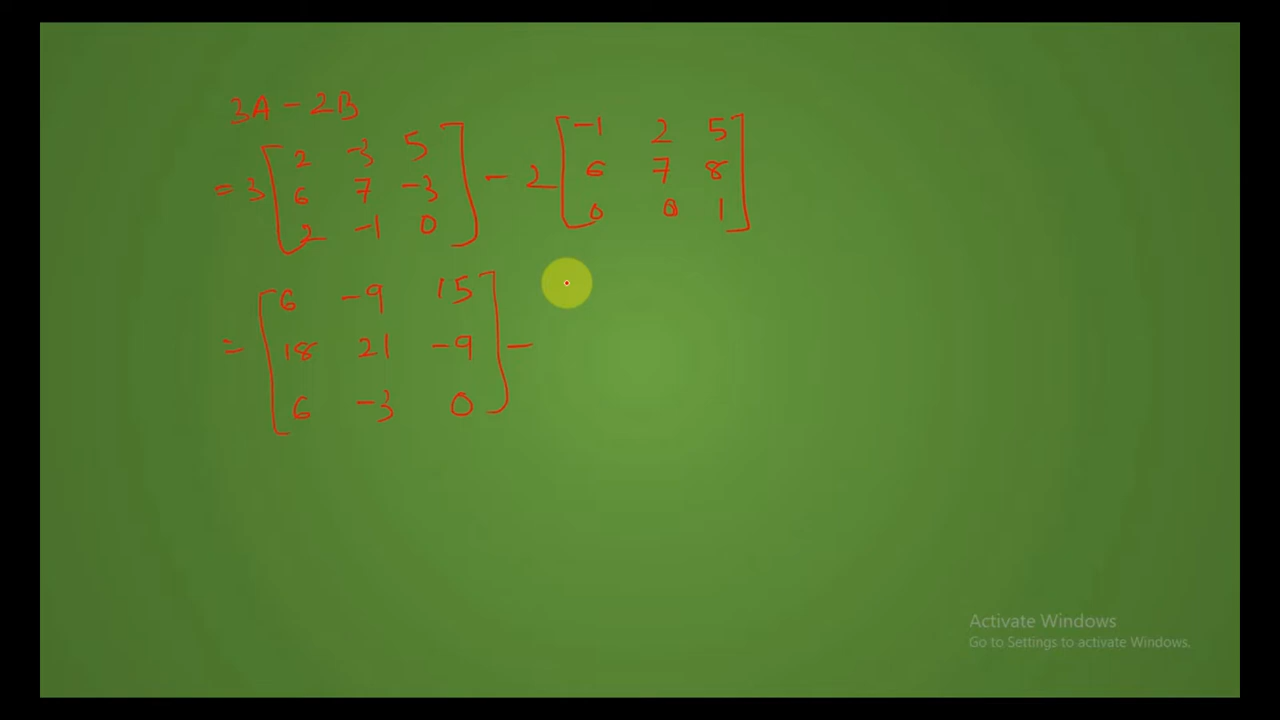 3A - 2B
= 3 [ 2 -3 5 ] - 2 [ -1 2 5 ]
6 7 -3 6 7 8
2 -1 0 0 0 1
= [ 6 -9 15 ] -
18 21 -9
6 -3 0
Activate Windows
Go to Settings to activate Windows.